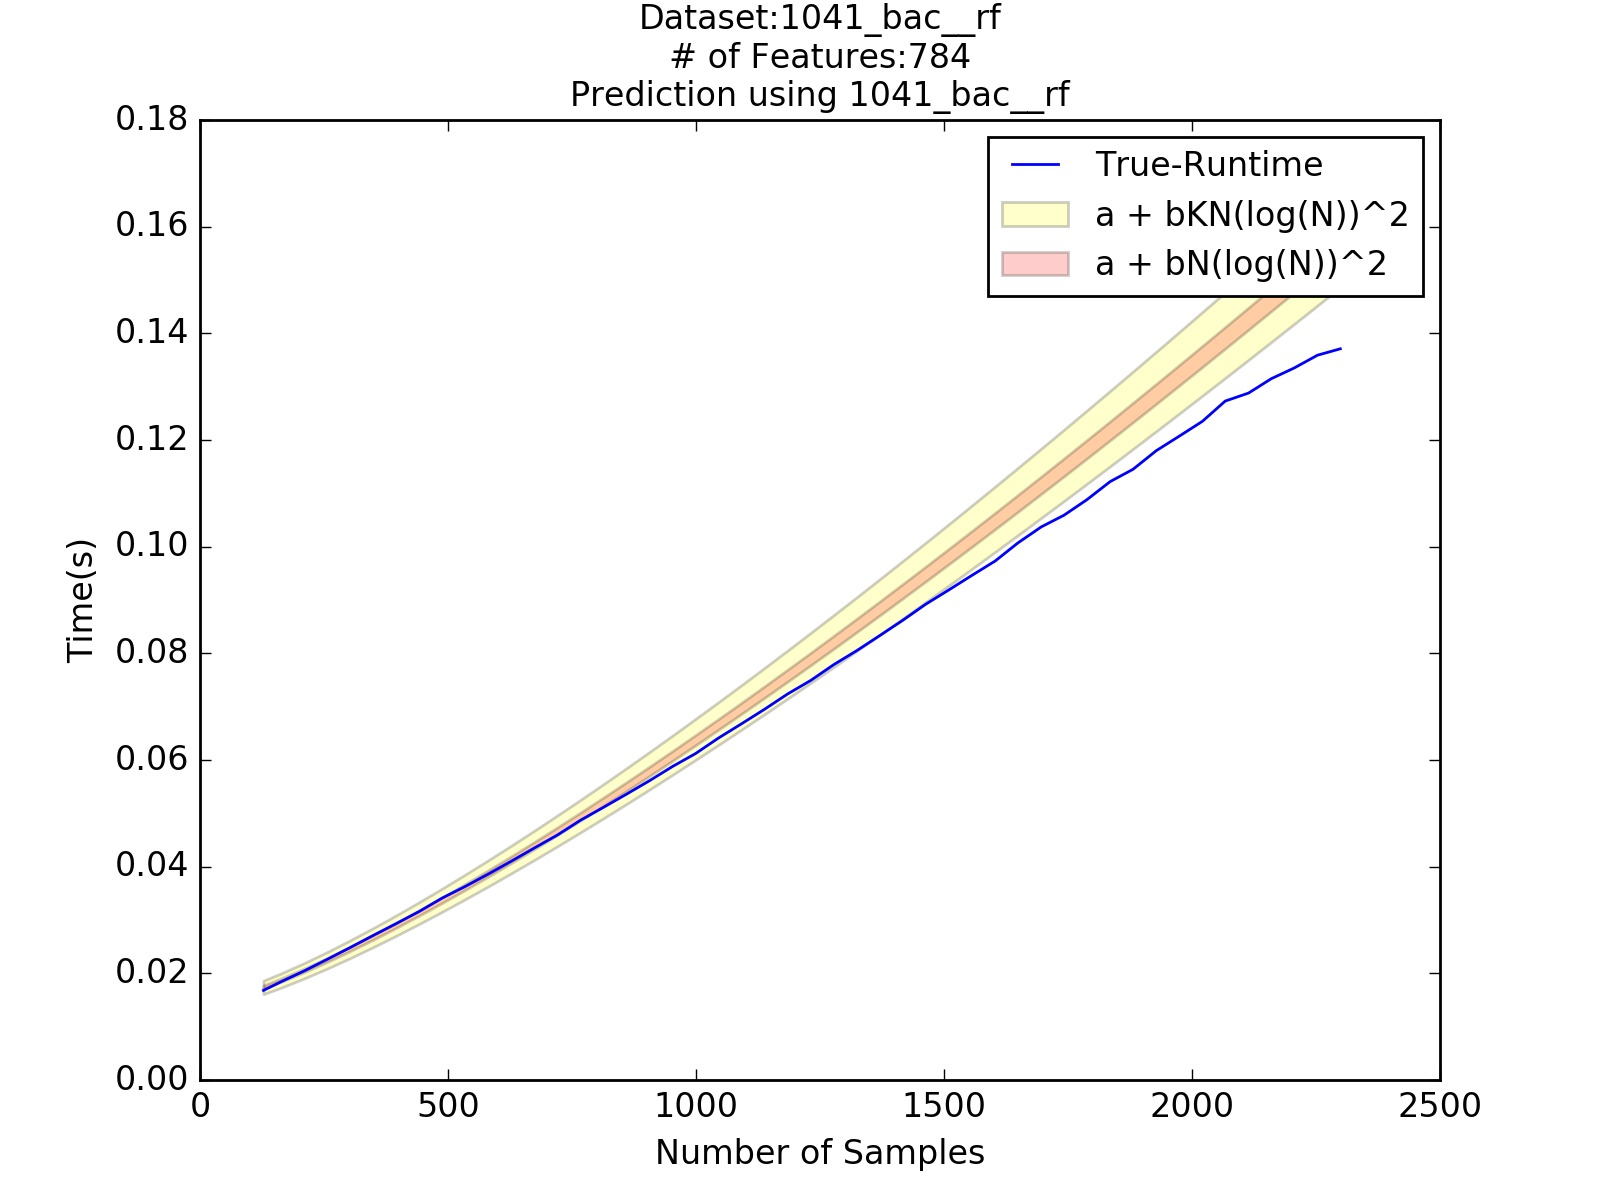 Dataset:1041_bac__rf
# of Features:784
Prediction using 1041_bac__rf
0.18
0.16
0.14
0.12
0.10
0.08
0.06
0.04
0.02
0.00
Time(s)
True-Runtime
a + bKN(log(N))^2
a + bN(log(N))^2
0 500 1000 1500 2000 2500
Number of Samples